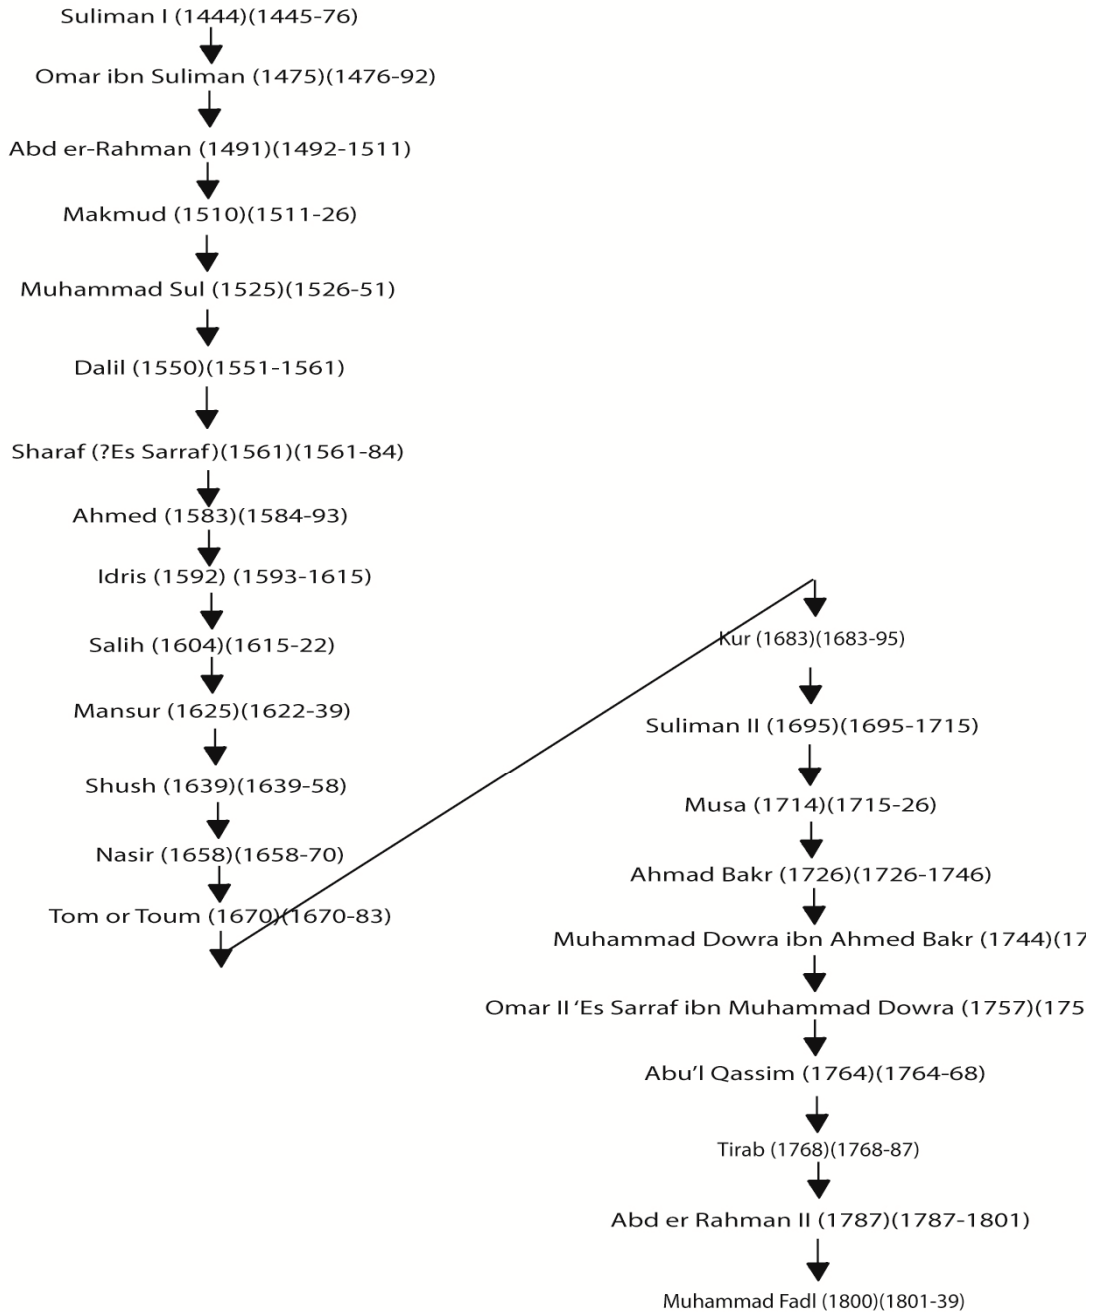 Suliman I (1444)(1445-76)
Omar ibn Suliman (1475)(1476-92)
Abd er-Rahman (1491)(1492-1511)
Makmud (1510)(1511-26)
Muhammad Sul (1525)(1526-51)
Dalil (1550)(1551-1561)
Sharaf (?Es Sarraf)(1561)(1561-84)
Ahmed (1583)(1584-93)
Idris (1592) (1593-1615)
Salih (1604)(1615-22)
Mansur (1625)(1622-39)
Shush (1639)(1639-58)
Nasir (1658)(1658-70)
Tom or Toum (1670)(1670-83)
Kur (1683)(1683-95)
Suliman II (1695)(1695-1715)
Musa (1714)(1715-26)
Ahmad Bakr (1726)(1726-1746)
Muhammad Dowra ibn Ahmed Bakr (1744)(17
Omar II ‘Es Sarraf ibn Muhammad Dowra (1757)(175
Abu’l Qassim (1764)(1764-68)
Tirab (1768)(1768-87)
Abd er Rahman II (1787)(1787-1801)
Muhammad Fadl (1800)(1801-39)